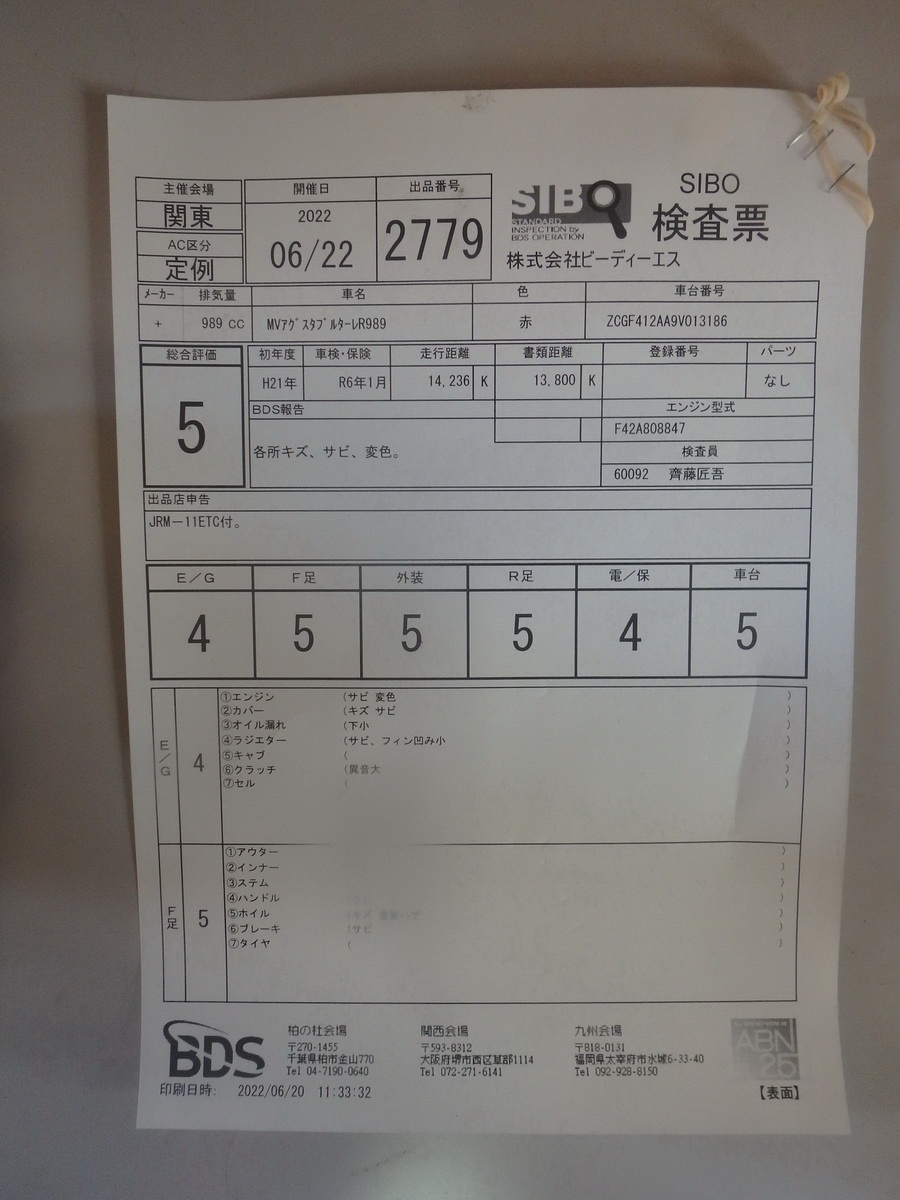 主催会場
関東
AC区分
定例
開催日
2022
06/22
出品番号
2779
SIBO
STANDARD
INSPECTION by
BDS OPERATION
SIBO
検査票
株式会社ビーディーエス
メーカー 排気量 車名 色 車台番号
+ 989 CC MVアグスタブルターレR989 赤 ZCGF412AA9V013186
総合評価
5
初年度 車検・保険 走行距離 書類距離 登録番号 パーツ
H21年 R6年1月 14,236 K 13,800 K なし
BDS報告
各所キズ、サビ、変色。
エンジン型式
F42A808847
検査員
60092 齊藤匠吾
出品店申告
JRM－11ETC付。
E／G F足 外装 R足 電／保 車台
4 5 5 5 4 5
E／G
4
①エンジン (サビ 変色 )
②カバー (キズ サビ )
③オイル漏れ (下小 )
④ラジエター (サビ、フィン凹み小 )
⑤キャブ ( )
⑥クラッチ (異音大 )
⑦セル ( )
F足
5
①アウター )
②インナー )
③ステム )
④ハンドル )
⑤ホイル (キズ )
⑥ブレーキ (サビ )
⑦タイヤ ( )
BDS
柏の杜会場
〒270-1455
千葉県柏市金山770
Tel 04-7190-0640
関西会場
〒593-8312
大阪府堺市西区草部1114
Tel 072-271-6141
九州会場
〒818-0131
福岡県太宰府市水城6-33-40
Tel 092-928-8150
ABN
25
印刷日時: 2022/06/20 11:33:32
【表面】